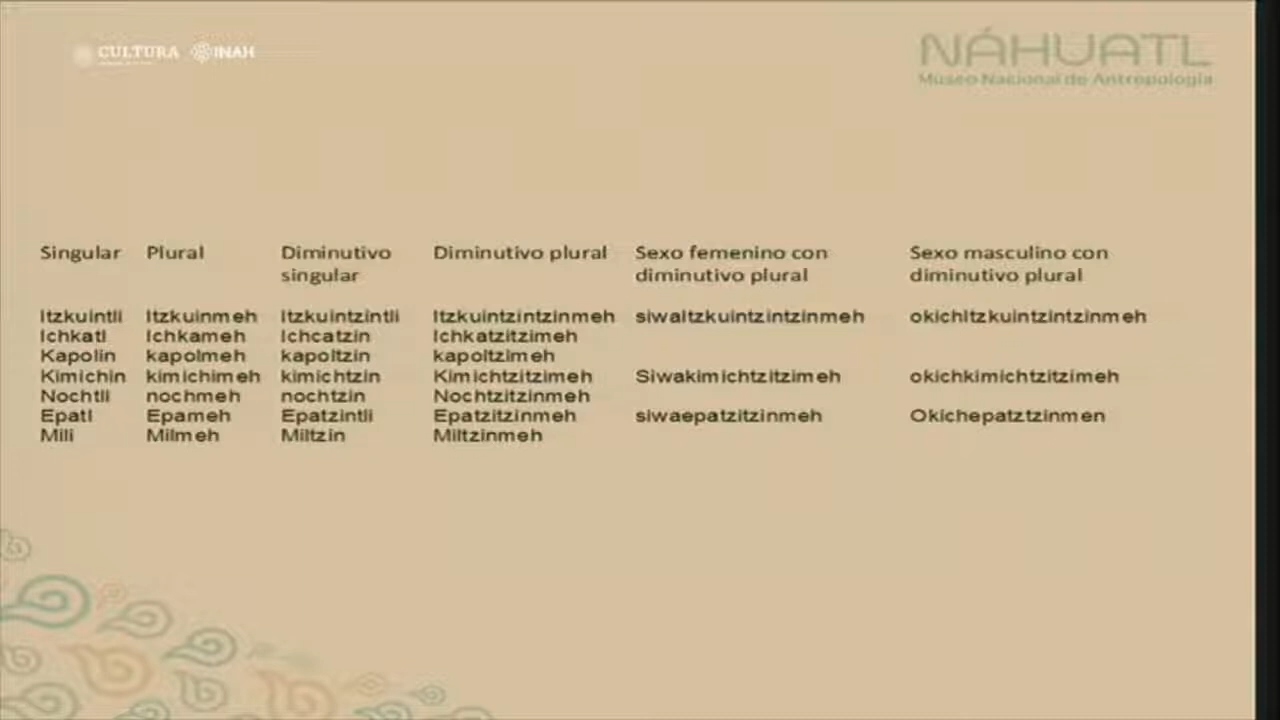 CULTURA INAH
NÁHUATL
Museo Nacional de Antropología
Singular Plural Diminutivo singular Diminutivo plural Sexo femenino con diminutivo plural Sexo masculino con diminutivo plural
Itzkuintli Itzkuinmeh Itzkuintzintli Itzkuintzintzinmeh siwaitzkuintzintzinmeh okichitzkuintzintzinmeh
Ichkatl Ichkameh Ichcatzin Ichkatzitzimeh
Kapolin kapolmeh kapoltzin kapoltzimeh
Kimichin kimichimeh kimichtzin Kimichtzitzimeh Siwakimichtzitzimeh okichkimichtzitzimeh
Nochtli nochmeh nochtzin Nochtzitzinmeh
Epatl Epameh Epatzintli Epatzitzinmeh siwaepatzitzinmeh Okichepatztzinmen
Mili Milmeh Miltzin Miltzinmeh